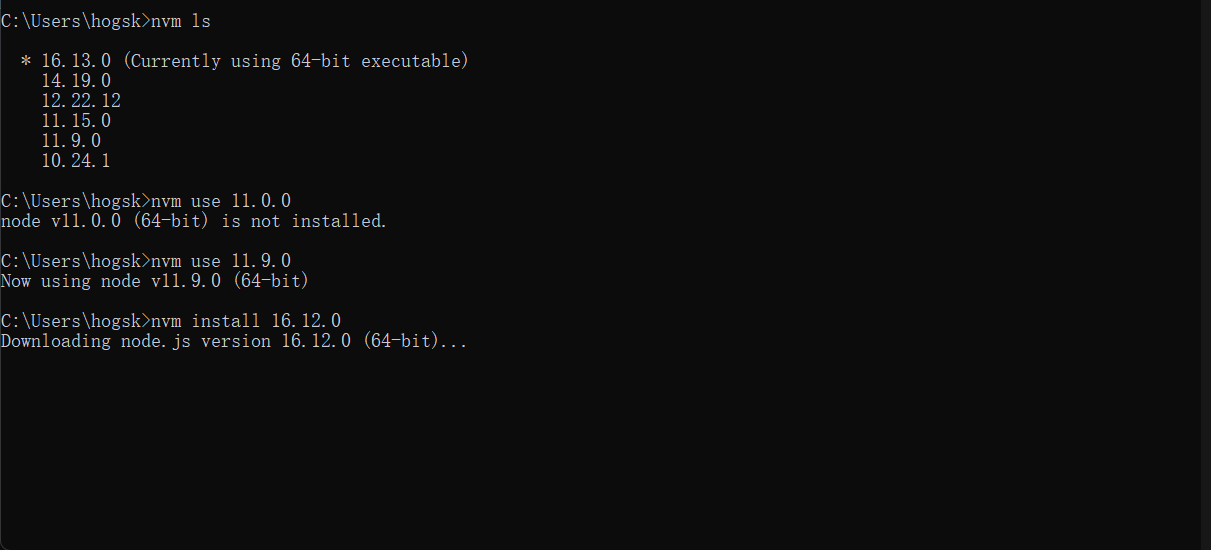 C:\Users\hogsk>nvm ls
* 16.13.0 (Currently using 64-bit executable)
14.19.0
12.22.12
11.15.0
11.9.0
10.24.1
C:\Users\hogsk>nvm use 11.0.0
node v11.0.0 (64-bit) is not installed.
C:\Users\hogsk>nvm use 11.9.0
Now using node v11.9.0 (64-bit)
C:\Users\hogsk>nvm install 16.12.0
Downloading node.js version 16.12.0 (64-bit)...